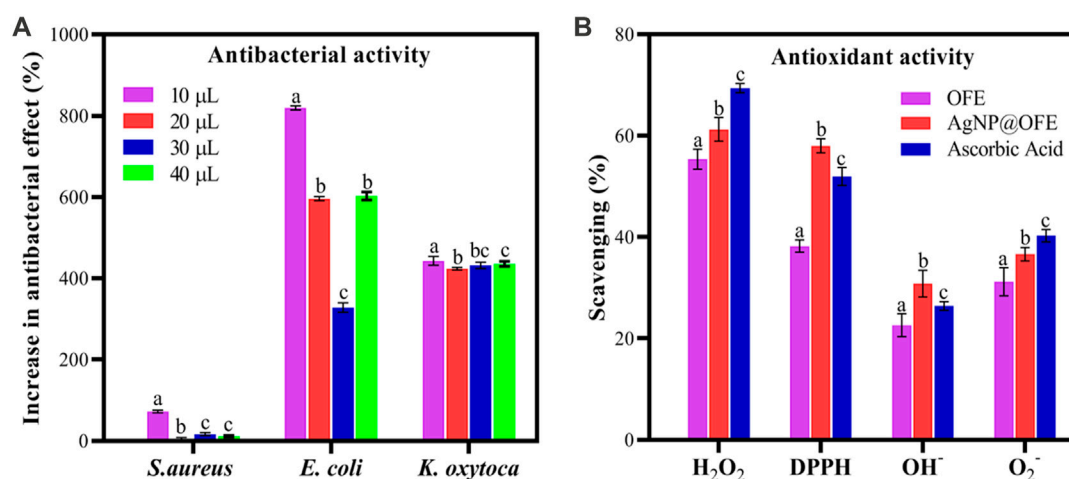 A
Antibacterial activity
Increase in antibacterial effect (%)
1000
800
600
400
200
0
10 µL
20 µL
30 µL
40 µL
a
b
c
c
a
b
c
b
a
b
bc
c
S.aureus
E. coli
K. oxytoca
B
Antioxidant activity
Scavenging (%)
80
60
40
20
0
OFE
AgNP@OFE
Ascorbic Acid
a
b
c
a
b
c
a
b
c
a
b
c
H₂O₂
DPPH
OH⁻
O₂⁻